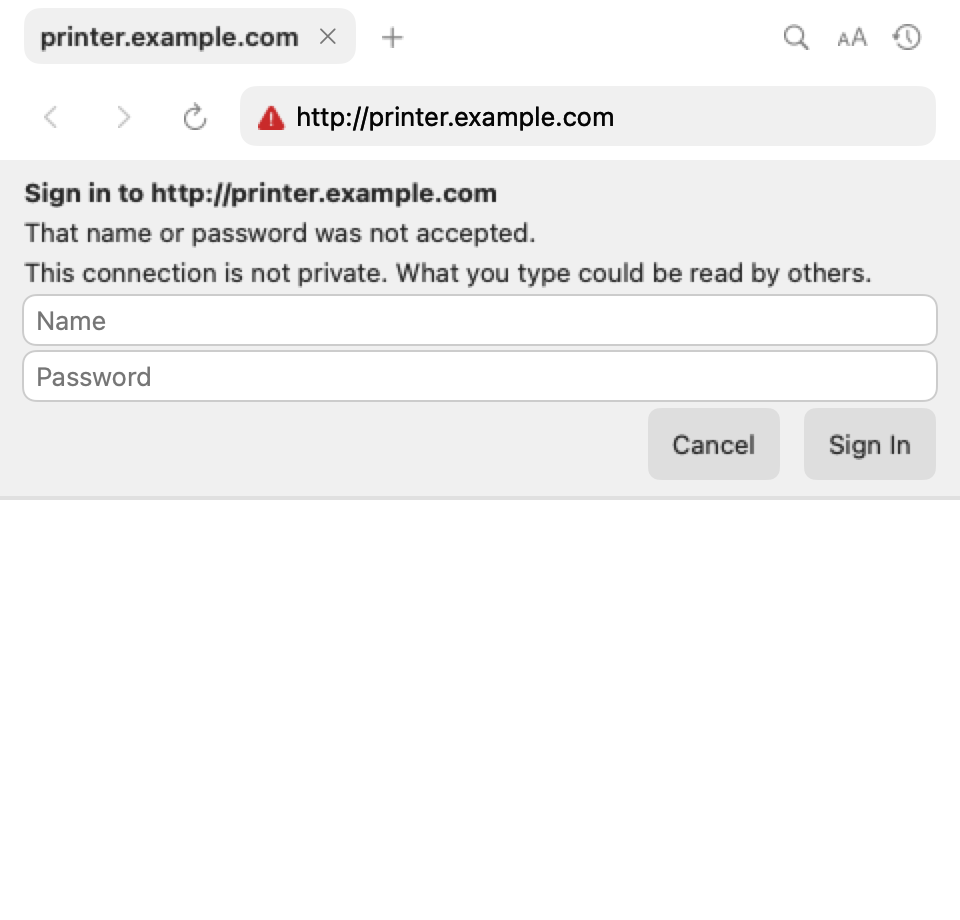 printer.example.com
AA
http://printer.example.com
Sign in to http://printer.example.com
That name or password was not accepted.
This connection is not private. What you type could be read by others.
Name
Password
Cancel Sign In